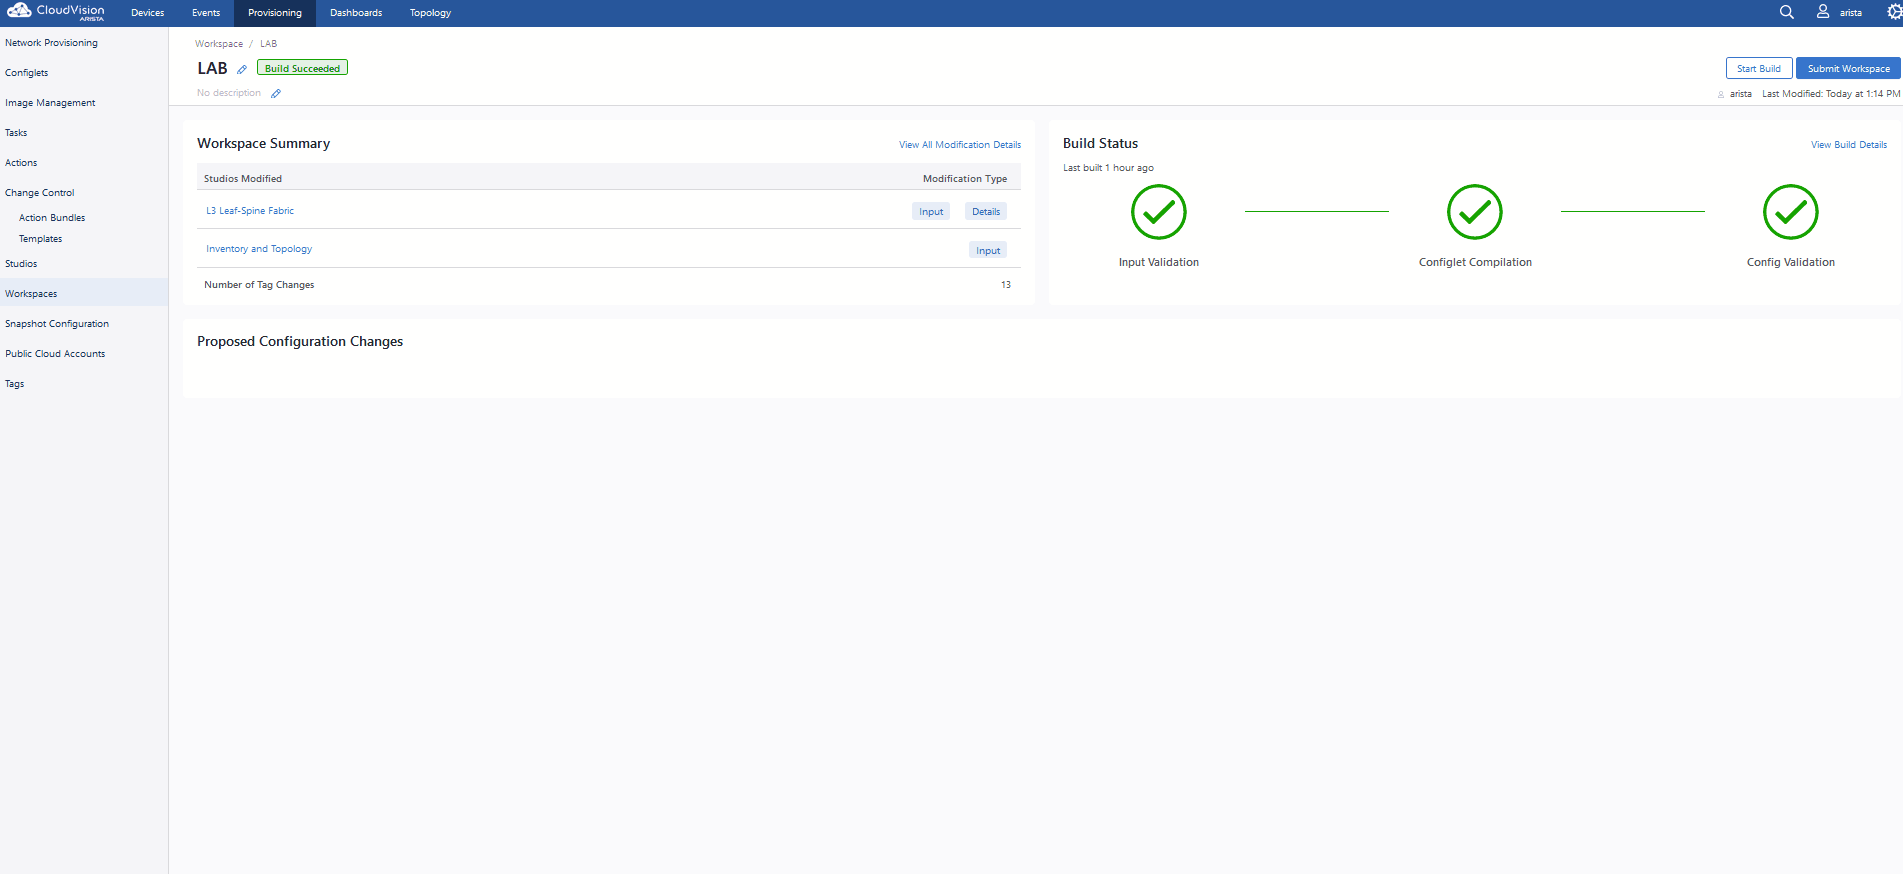 CloudVision
ARISTA
Devices Events Provisioning Dashboards Topology arista
Network Provisioning
Configlets
Image Management
Tasks
Actions
Change Control
Action Bundles
Templates
Studios
Workspaces
Snapshot Configuration
Public Cloud Accounts
Tags
Workspace / LAB
LAB Build Succeeded
No description
Start Build Submit Workspace
arista Last Modified: Today at 1:14 PM
Workspace Summary View All Modification Details
Studios Modified Modification Type
L3 Leaf-Spine Fabric Input Details
Inventory and Topology Input
Number of Tag Changes 13
Build Status View Build Details
Last built 1 hour ago
Input Validation Configlet Compilation Config Validation
Proposed Configuration Changes